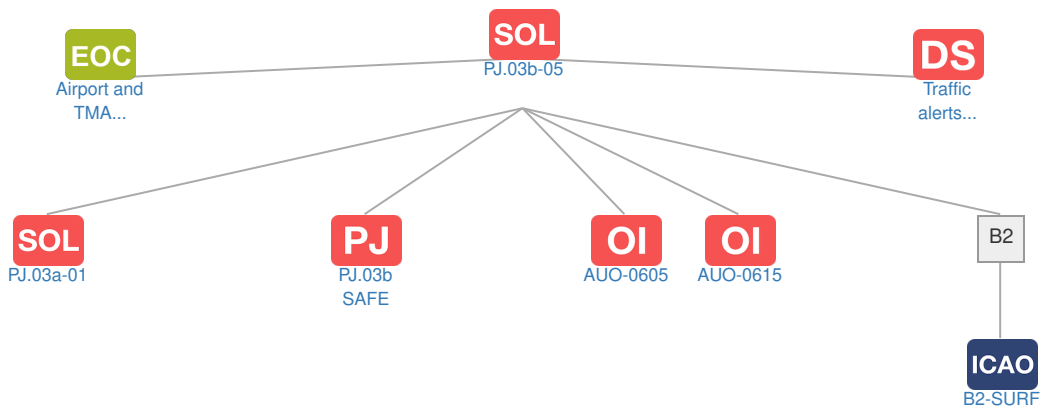 SOL
PJ.03b-05
EOC
Airport and
TMA...
DS
Traffic
alerts...
SOL
PJ.03a-01
PJ
PJ.03b
SAFE
OI
AUO-0605
OI
AUO-0615
B2
ICAO
B2-SURF